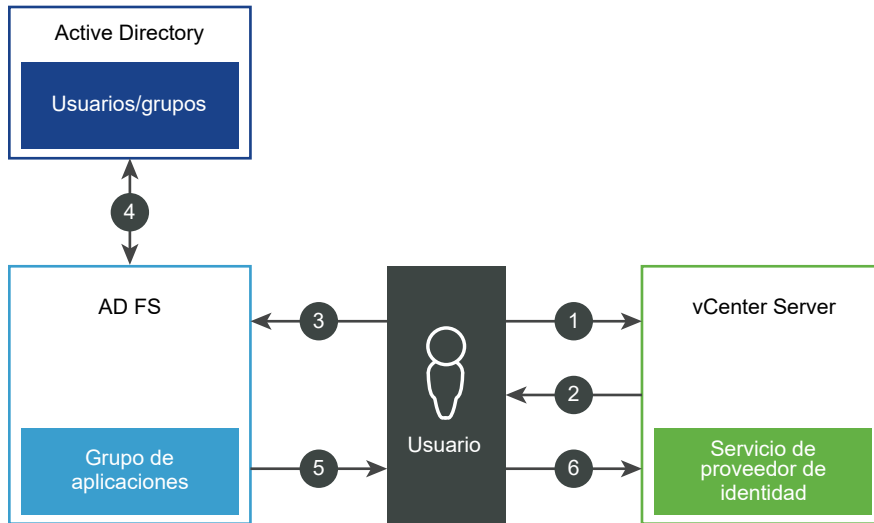 Active Directory
Usuarios/grupos
4
AD FS
3
1
vCenter Server
2
Usuario
Grupo de
aplicaciones
5
6
Servicio de
proveedor de
identidad